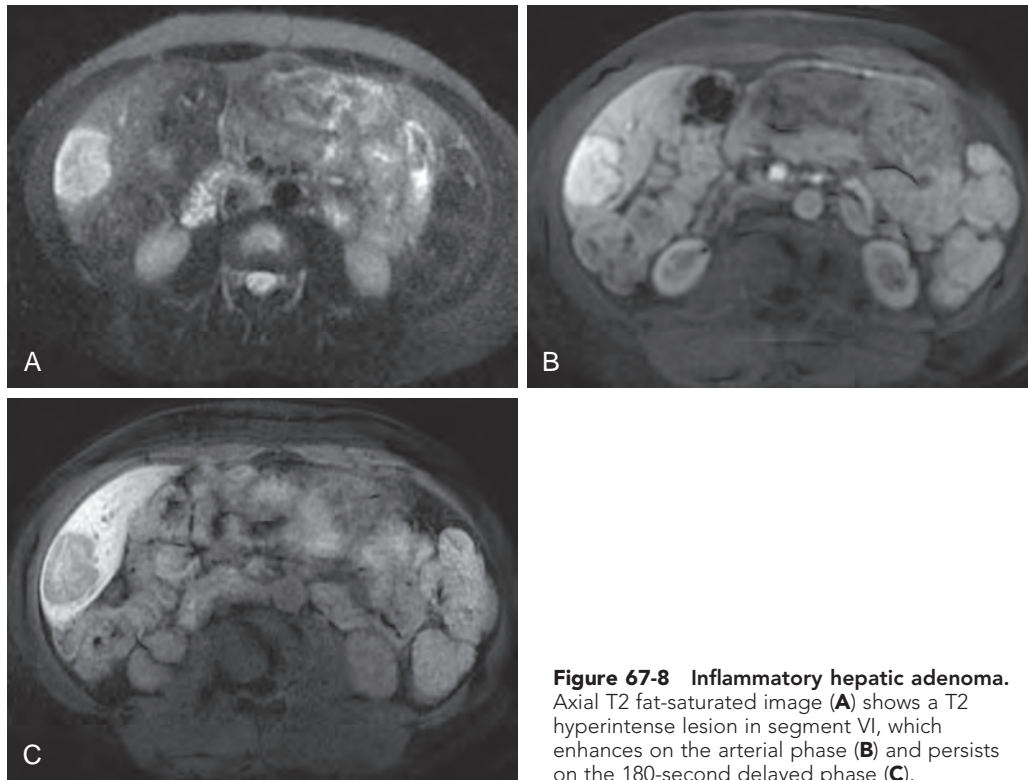 A
B
C
Figure 67-8 Inflammatory hepatic adenoma.
Axial T2 fat-saturated image (A) shows a T2
hyperintense lesion in segment VI, which
enhances on the arterial phase (B) and persists
on the 180-second delayed phase (C).